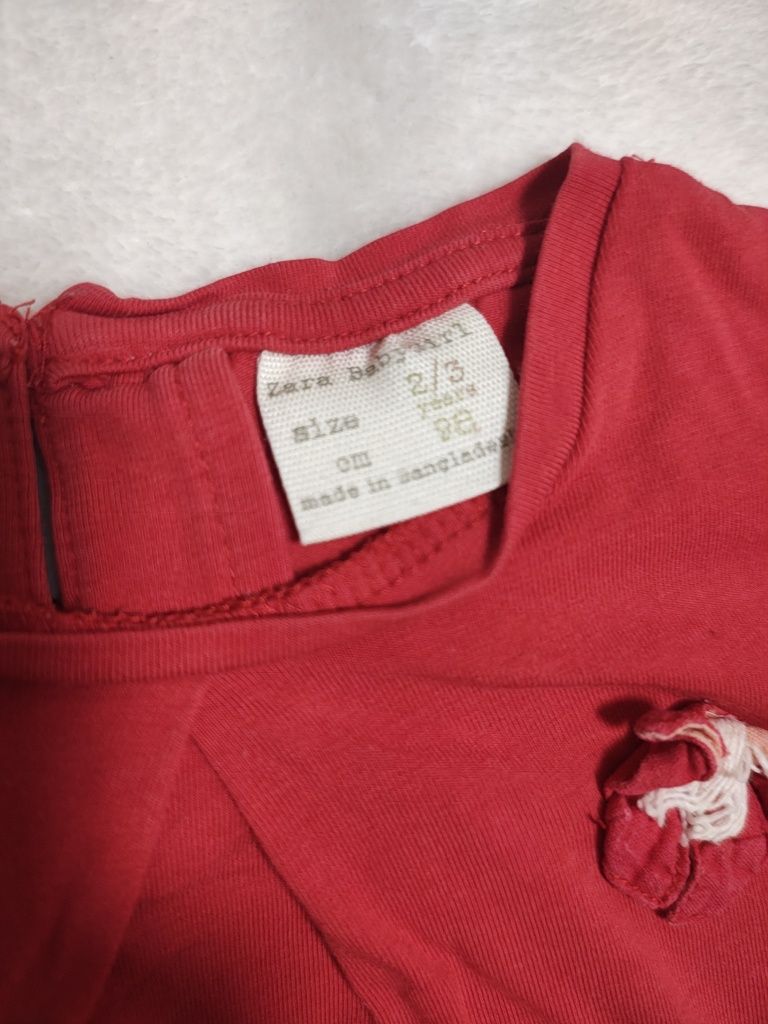 Zara Babygirl
size 2/3
years
cm 98
made in Bangladesh